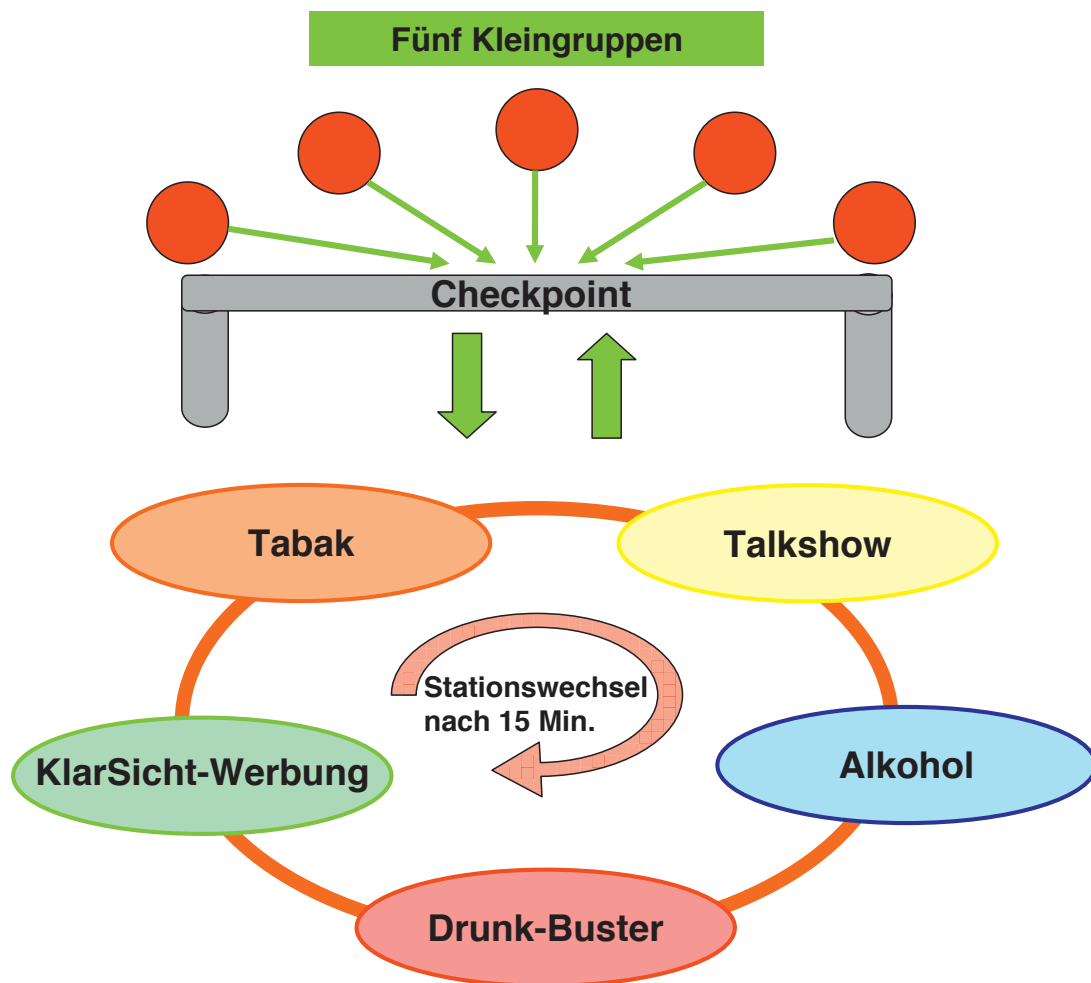 Fünf Kleingruppen
Checkpoint
Tabak
Talkshow
Stationswechsel
nach 15 Min.
KlarSicht-Werbung
Alkohol
Drunk-Buster